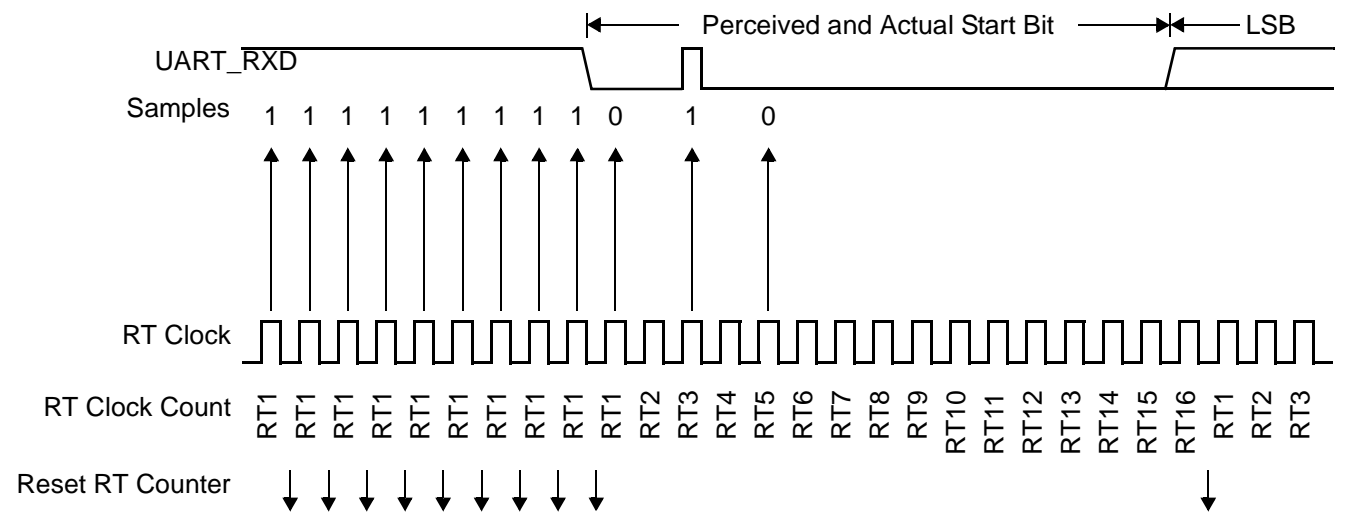 Perceived and Actual Start Bit LSB
UART_RXD
Samples 1 1 1 1 1 1 1 1 1 0 1 0
RT Clock
RT Clock Count RT1 RT1 RT1 RT1 RT1 RT1 RT1 RT1 RT1 RT1 RT2 RT3 RT4 RT5 RT6 RT7 RT8 RT9 RT10 RT11 RT12 RT13 RT14 RT15 RT16 RT1 RT2 RT3
Reset RT Counter